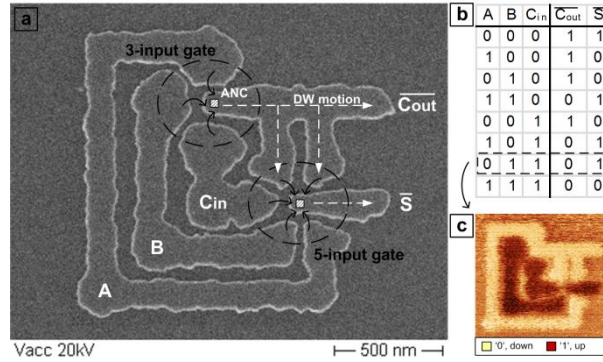 a
3-input gate
ANC
DW motion
Cout
Cin
S
B
5-input gate
A
Vacc 20kV
500 nm
b
A B Cin Cout S
0 0 0 1 1
1 0 0 1 0
0 1 0 1 0
1 1 0 0 1
0 0 1 1 0
1 0 1 0 1
0 1 1 0 1
1 1 1 0 0
c
'0', down '1', up